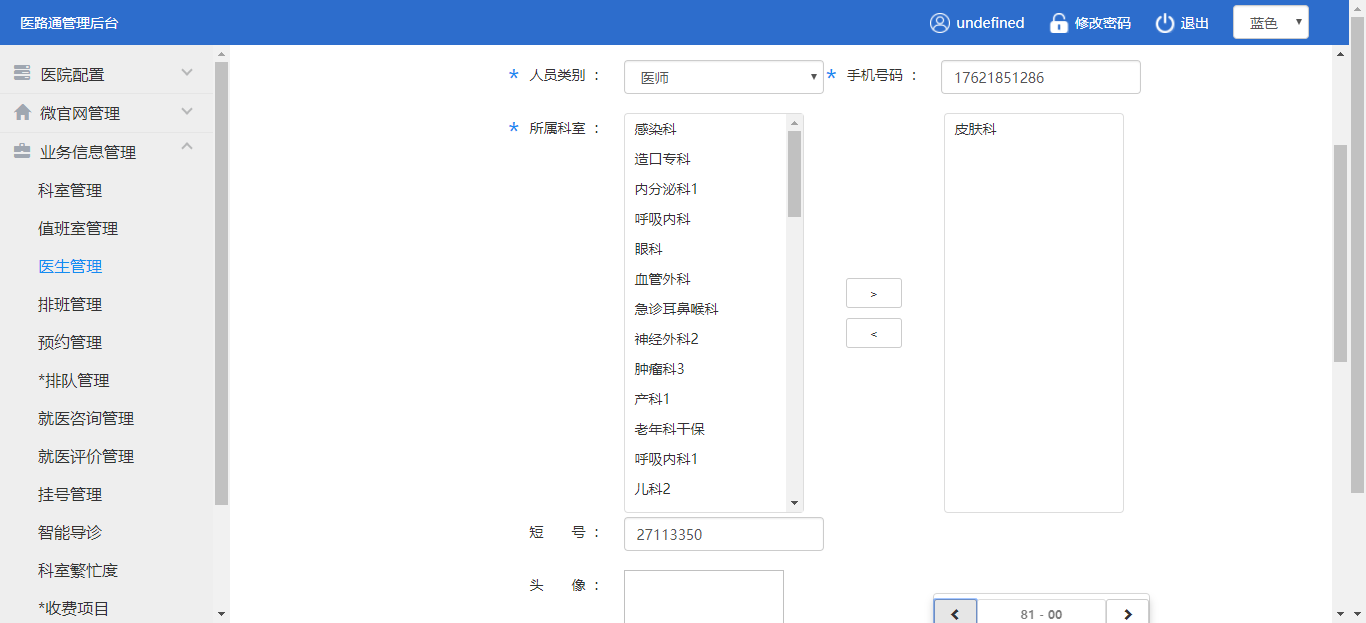 医路通管理后台
undefined
修改密码
退出
蓝色
医院配置
微官网管理
业务信息管理
科室管理
值班室管理
医生管理
排班管理
预约管理
*排队管理
就医咨询管理
就医评价管理
挂号管理
智能导诊
科室繁忙度
*收费项目
* 人员类别 ： 医师
* 手机号码 ： 17621851286
* 所属科室 ：
感染科
造口专科
内分泌科1
呼吸内科
眼科
血管外科
急诊耳鼻喉科
神经外科2
肿瘤科3
产科1
老年科干保
呼吸内科1
儿科2
>
<
皮肤科
短 号 ： 27113350
头 像 ：
81 - 00